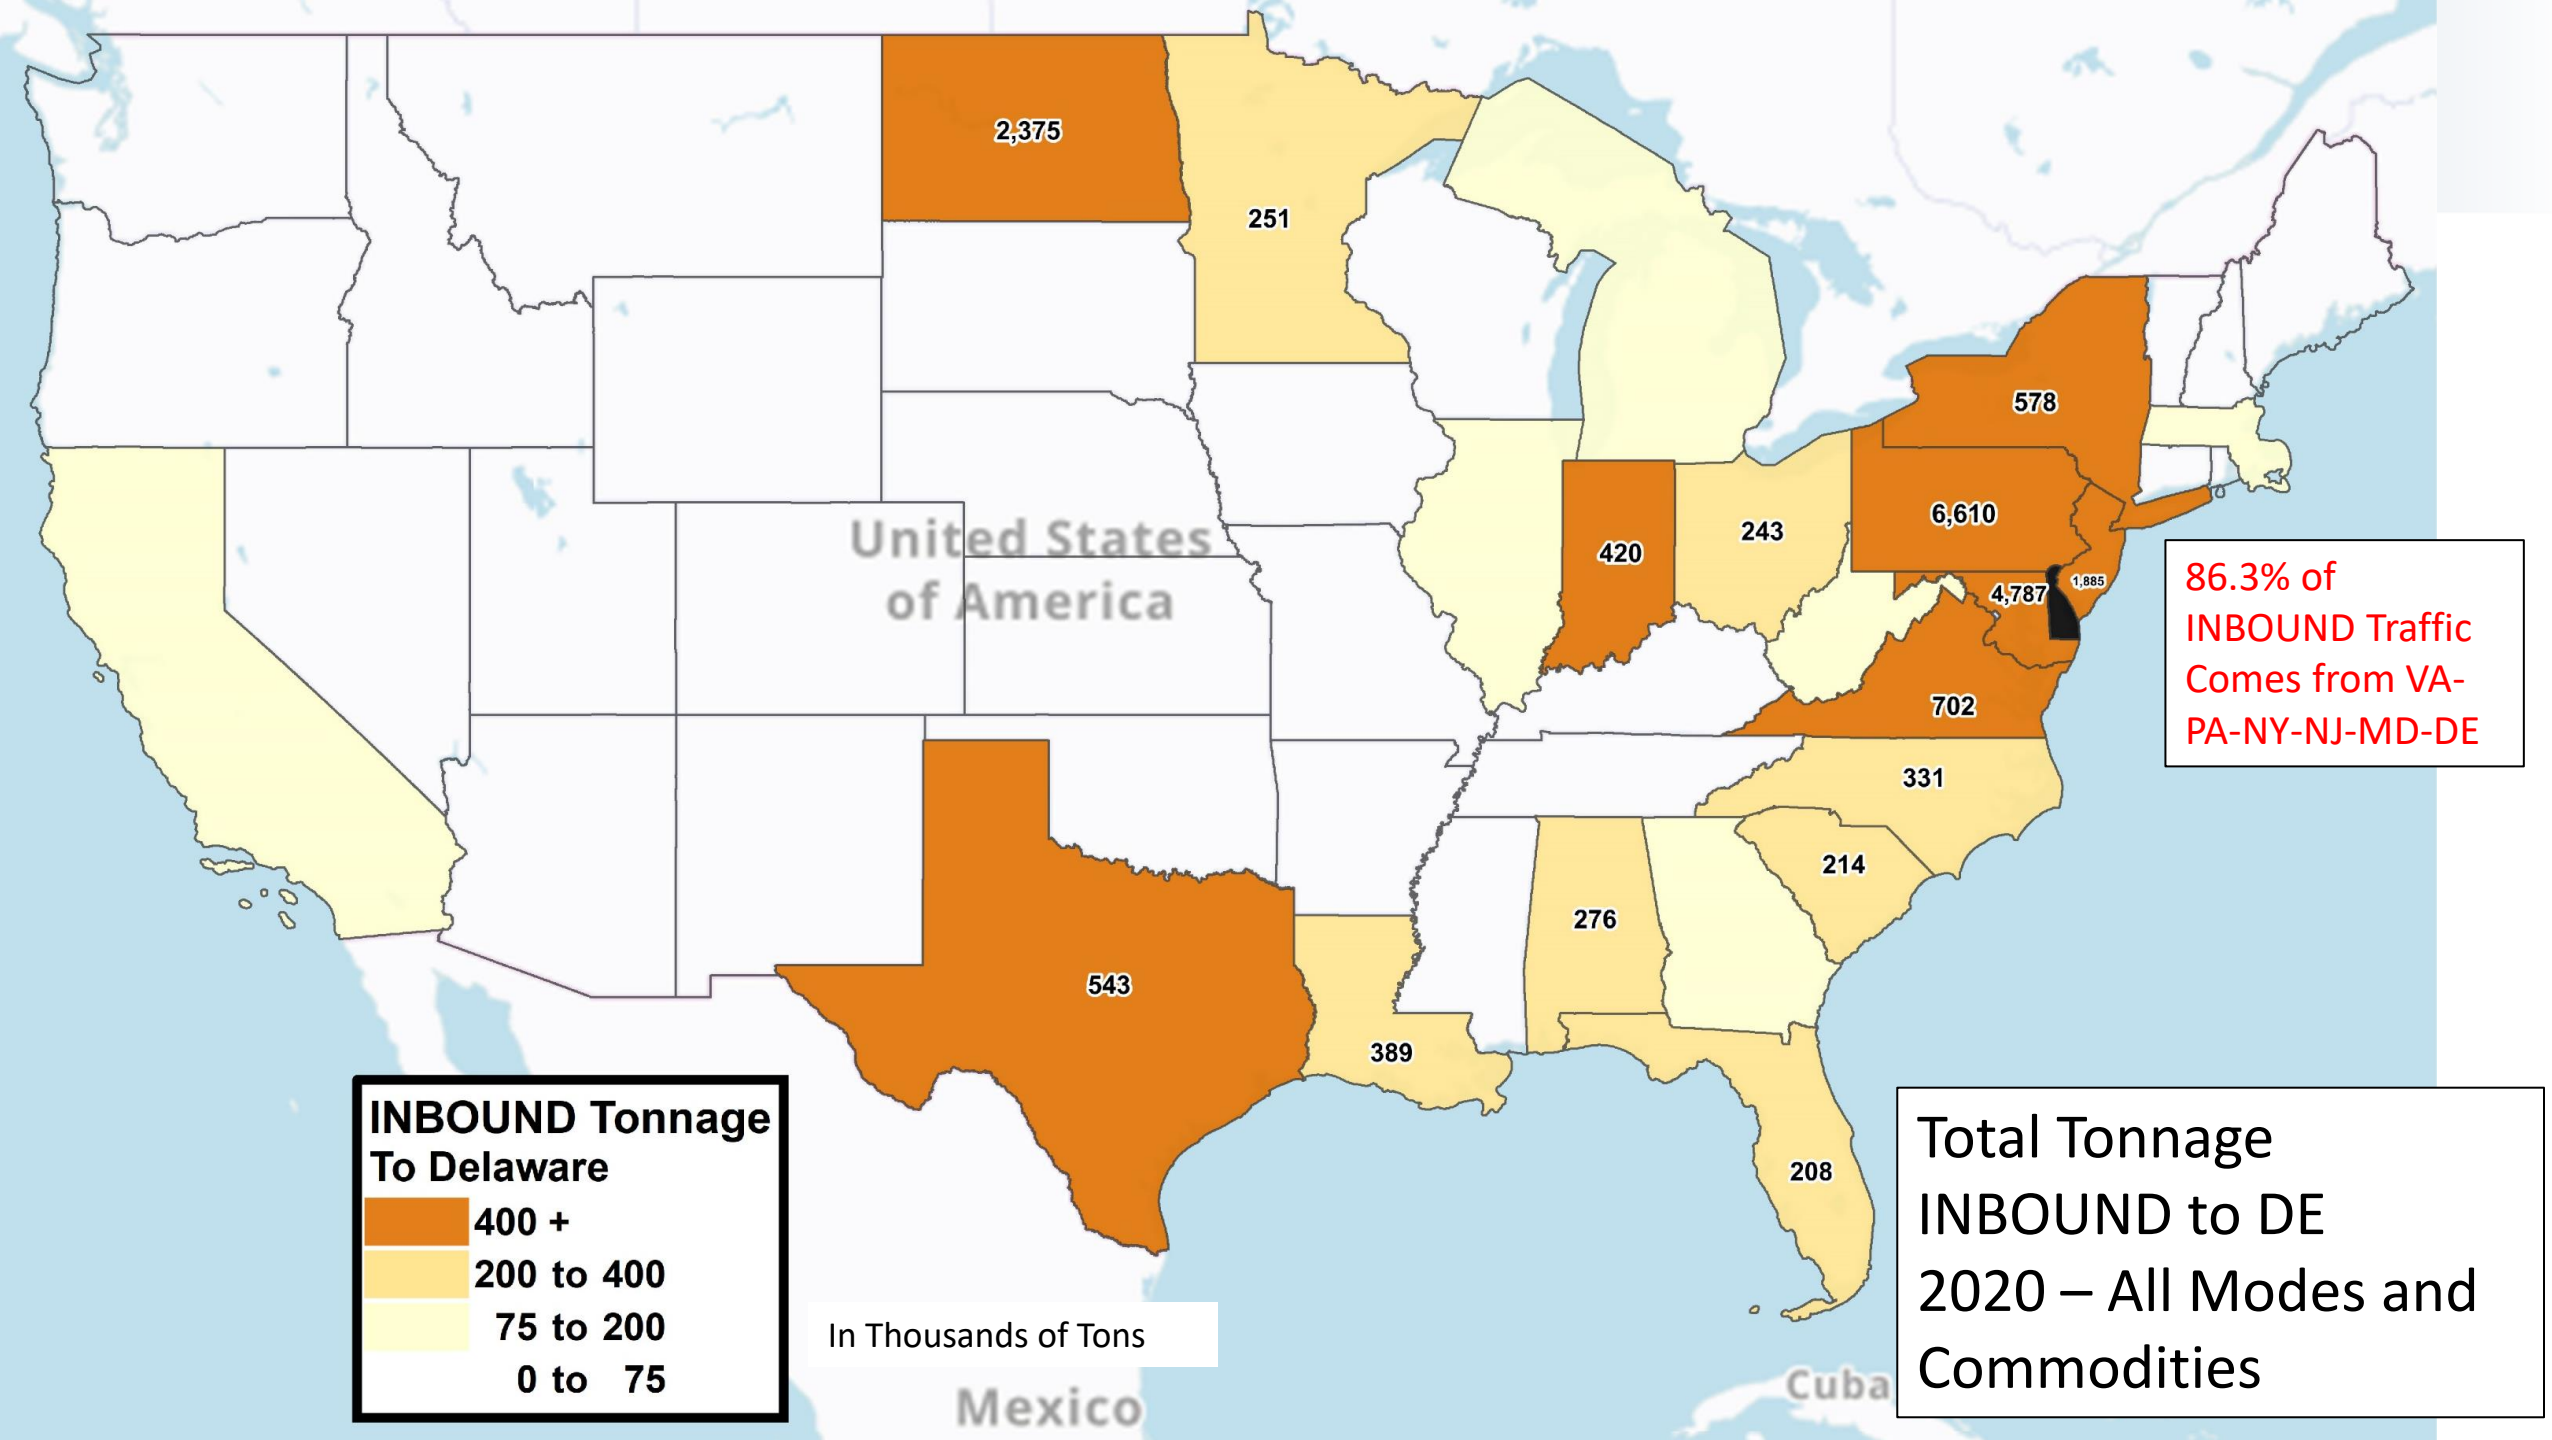 2,375
251
578
6,610
243
420
United States
of America
4,787
1,885
86.3% of
INBOUND Traffic
Comes from VA-
PA-NY-NJ-MD-DE
702
331
214
276
543
389
208
INBOUND Tonnage
To Delaware
400 +
200 to 400
75 to 200
0 to 75
In Thousands of Tons
Mexico
Cuba
Total Tonnage
INBOUND to DE
2020 – All Modes and
Commodities